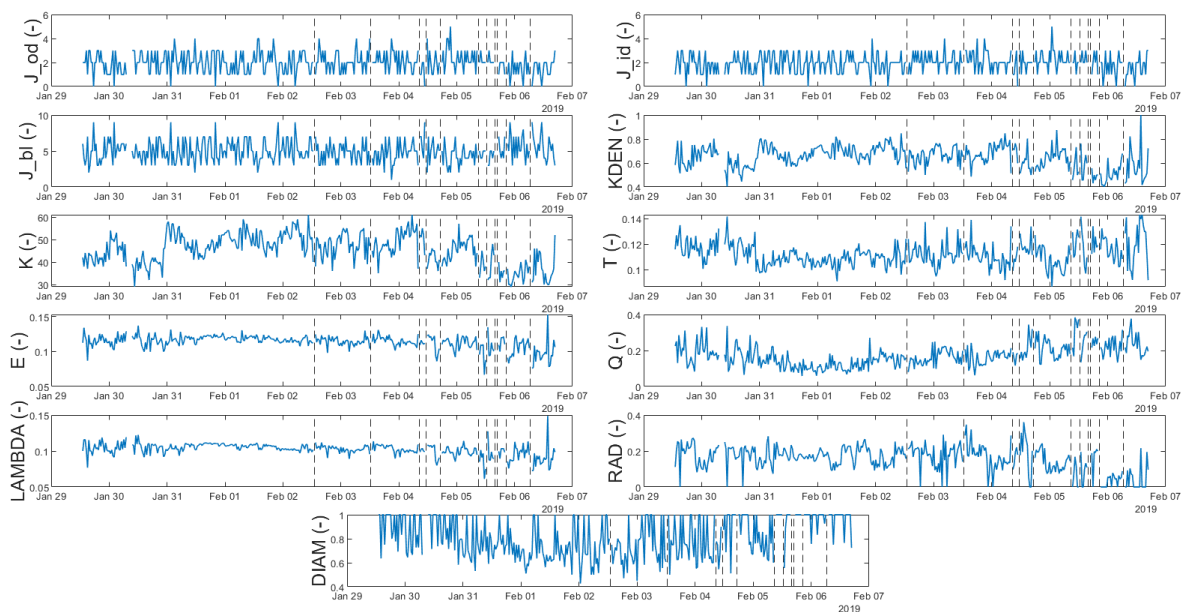 J_od (-)
6
4
2
0
Jan 29 Jan 30 Jan 31 Feb 01 Feb 02 Feb 03 Feb 04 Feb 05 Feb 06 Feb 07
2019
J_id (-)
6
4
2
0
Jan 29 Jan 30 Jan 31 Feb 01 Feb 02 Feb 03 Feb 04 Feb 05 Feb 06 Feb 07
2019
J_bl (-)
10
5
0
Jan 29 Jan 30 Jan 31 Feb 01 Feb 02 Feb 03 Feb 04 Feb 05 Feb 06 Feb 07
2019
KDEN (-)
1
0.8
0.6
0.4
Jan 29 Jan 30 Jan 31 Feb 01 Feb 02 Feb 03 Feb 04 Feb 05 Feb 06 Feb 07
2019
K (-)
60
50
40
30
Jan 29 Jan 30 Jan 31 Feb 01 Feb 02 Feb 03 Feb 04 Feb 05 Feb 06 Feb 07
2019
T (-)
0.14
0.12
0.1
Jan 29 Jan 30 Jan 31 Feb 01 Feb 02 Feb 03 Feb 04 Feb 05 Feb 06 Feb 07
2019
E (-)
0.15
0.1
0.05
Jan 29 Jan 30 Jan 31 Feb 01 Feb 02 Feb 03 Feb 04 Feb 05 Feb 06 Feb 07
2019
Q (-)
0.4
0.2
0
Jan 29 Jan 30 Jan 31 Feb 01 Feb 02 Feb 03 Feb 04 Feb 05 Feb 06 Feb 07
2019
LAMBDA (-)
0.15
0.1
0.05
Jan 29 Jan 30 Jan 31 Feb 01 Feb 02 Feb 03 Feb 04 Feb 05 Feb 06 Feb 07
2019
RAD (-)
0.4
0.2
0
Jan 29 Jan 30 Jan 31 Feb 01 Feb 02 Feb 03 Feb 04 Feb 05 Feb 06 Feb 07
2019
DIAM (-)
1
0.8
0.6
0.4
Jan 29 Jan 30 Jan 31 Feb 01 Feb 02 Feb 03 Feb 04 Feb 05 Feb 06 Feb 07
2019